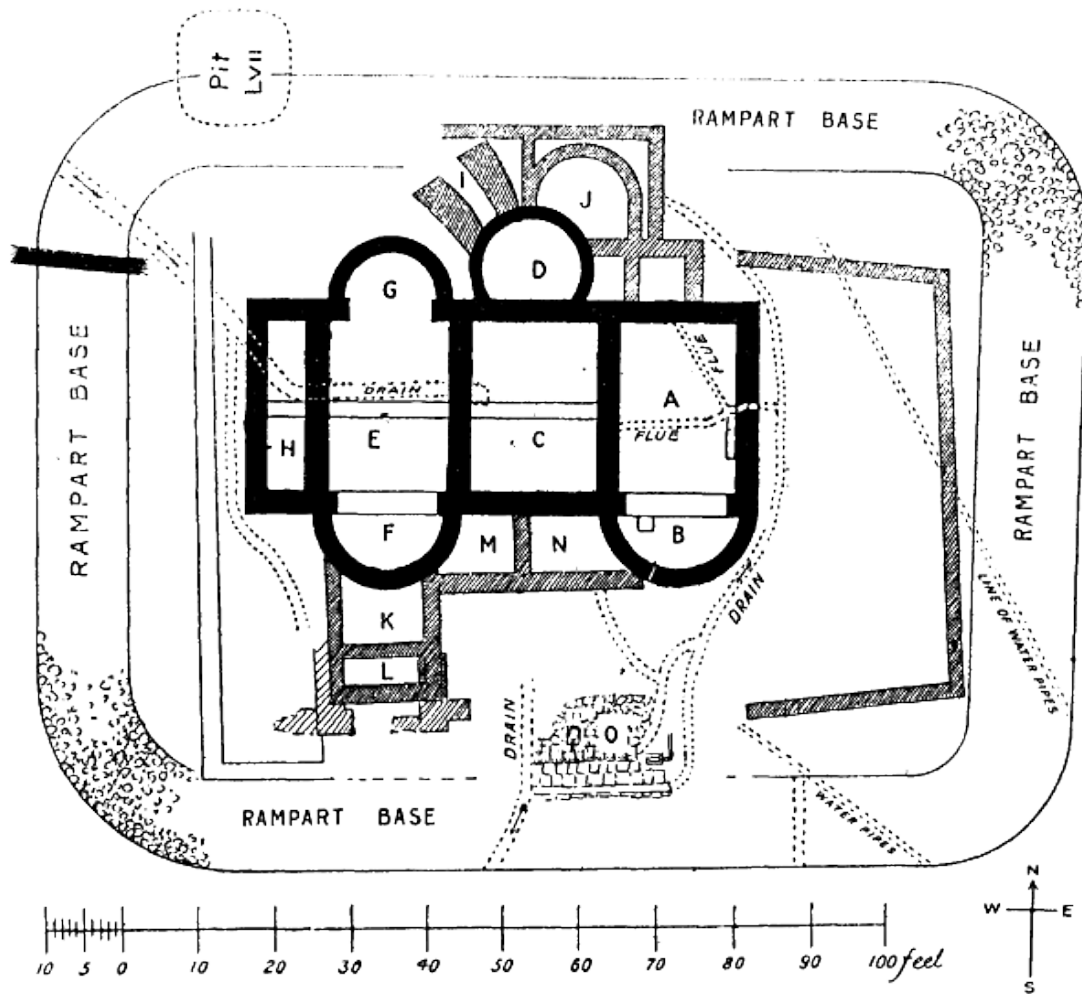 Pit
LVII
RAMPART BASE
I
J
D
G
FLUE
DRAIN
A
RAMPART BASE
RAMPART BASE
H
E
C
FLUE
F
M
N
B
DRAIN
K
LINE OF WATER PIPES
L
DRAIN
O
RAMPART BASE
WATER PIPES
N
W
E
S
10 5 0 10 20 30 40 50 60 70 80 90 100 feet